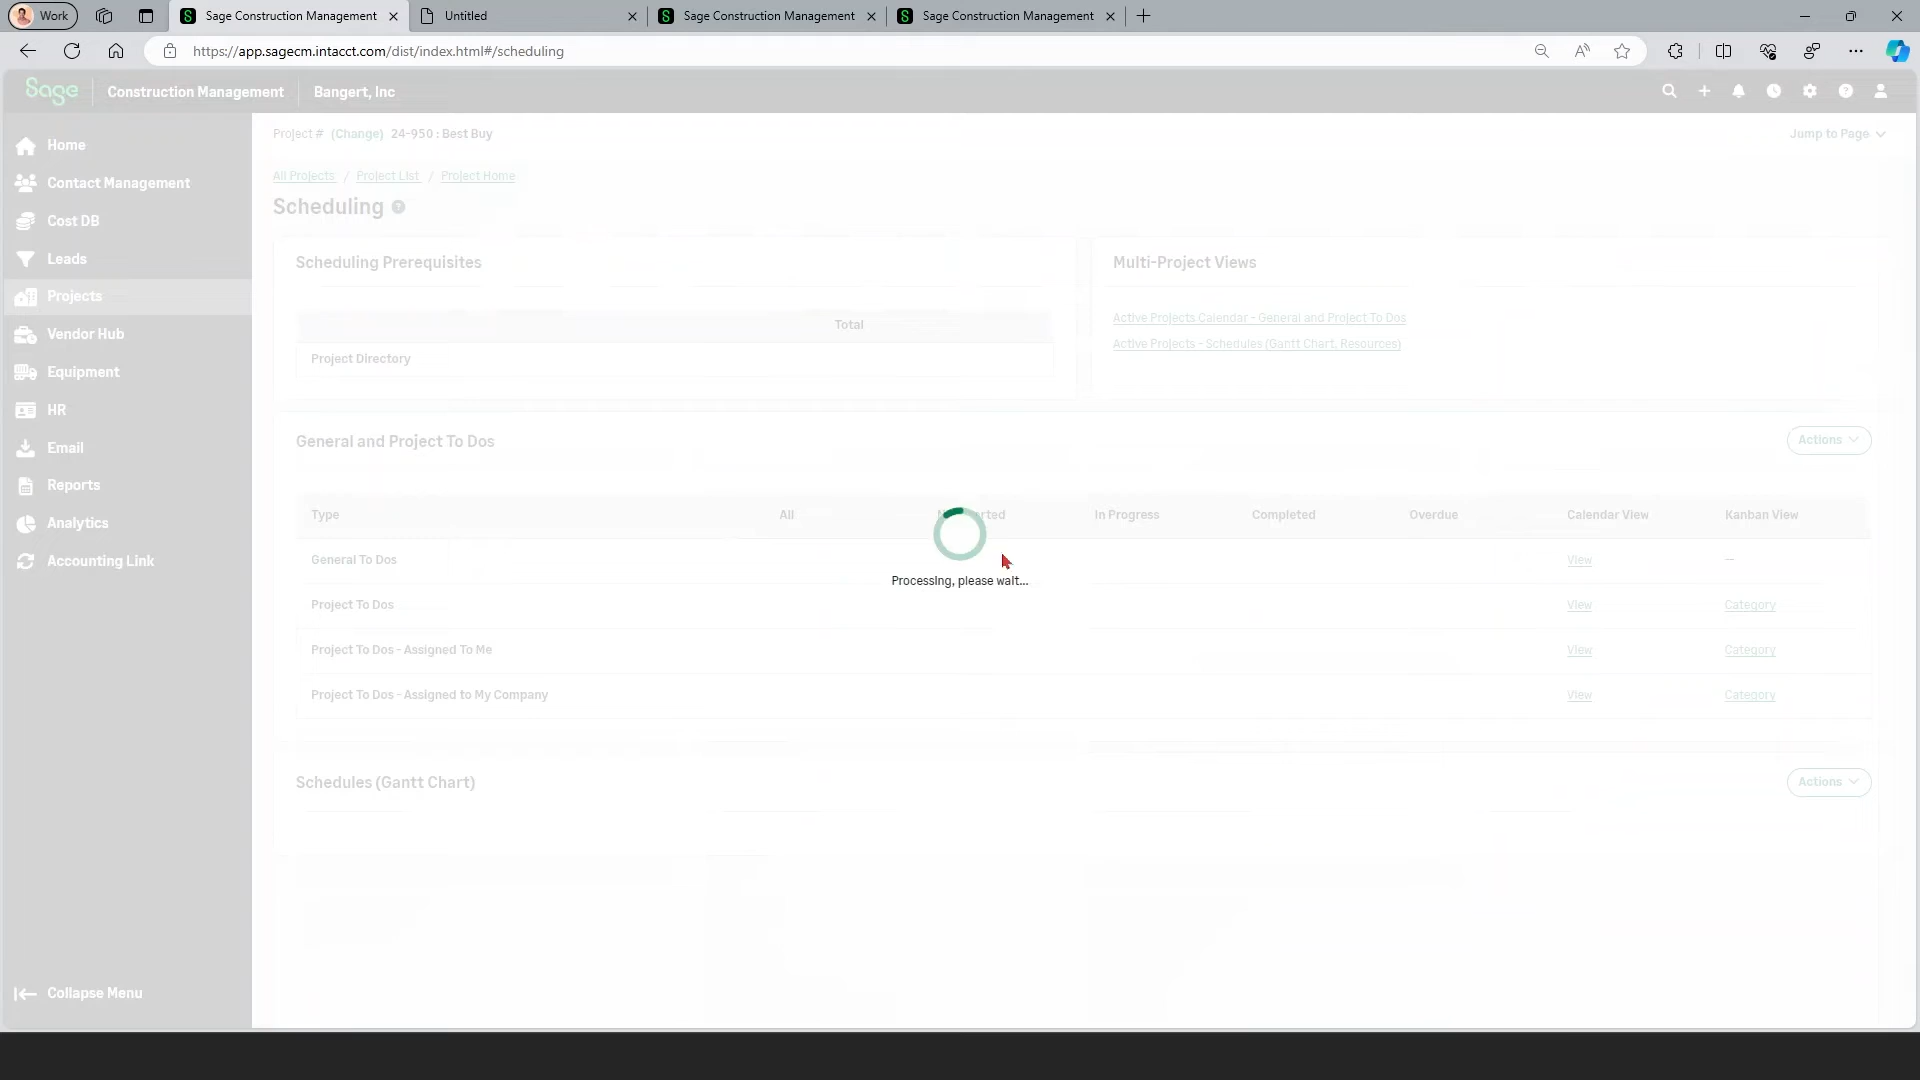 Work
Sage Construction Management
Untitled
Sage Construction Management
Sage Construction Management
https://app.sagecm.intacct.com/dist/index.html#/scheduling
Sage
Construction Management
Bangert, Inc
Home
Contact Management
Cost DB
Leads
Projects
Vendor Hub
Equipment
HR
Email
Reports
Analytics
Accounting Link
Collapse Menu
Project # (Change) 24-950 : Best Buy
Jump to Page
All Projects / Project List / Project Home
Scheduling
Scheduling Prerequisites
Total
Project Directory
Multi-Project Views
Active Projects Calendar - General and Project To Dos
Active Projects - Schedules (Gantt Chart, Resources)
General and Project To Dos
Actions
Type All In Progress Completed Overdue Calendar View Kanban View
General To Dos View —
Project To Dos View Category
Project To Dos - Assigned To Me View Category
Project To Dos - Assigned to My Company View Category
Processing, please wait...
Schedules (Gantt Chart)
Actions